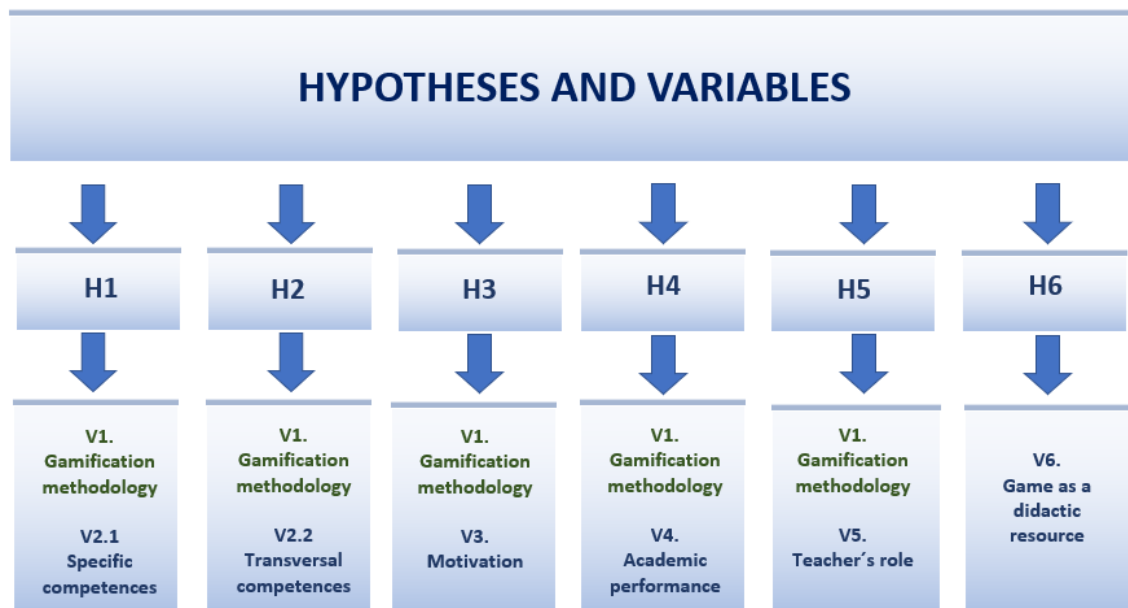 HYPOTHESES AND VARIABLES
H1
H2
H3
H4
H5
H6
V1.
Gamification
methodology
V2.1
Specific
competences
V1.
Gamification
methodology
V2.2
Transversal
competences
V1.
Gamification
methodology
V3.
Motivation
V1.
Gamification
methodology
V4.
Academic
performance
V1.
Gamification
methodology
V5.
Teacher´s role
V6.
Game as a
didactic
resource